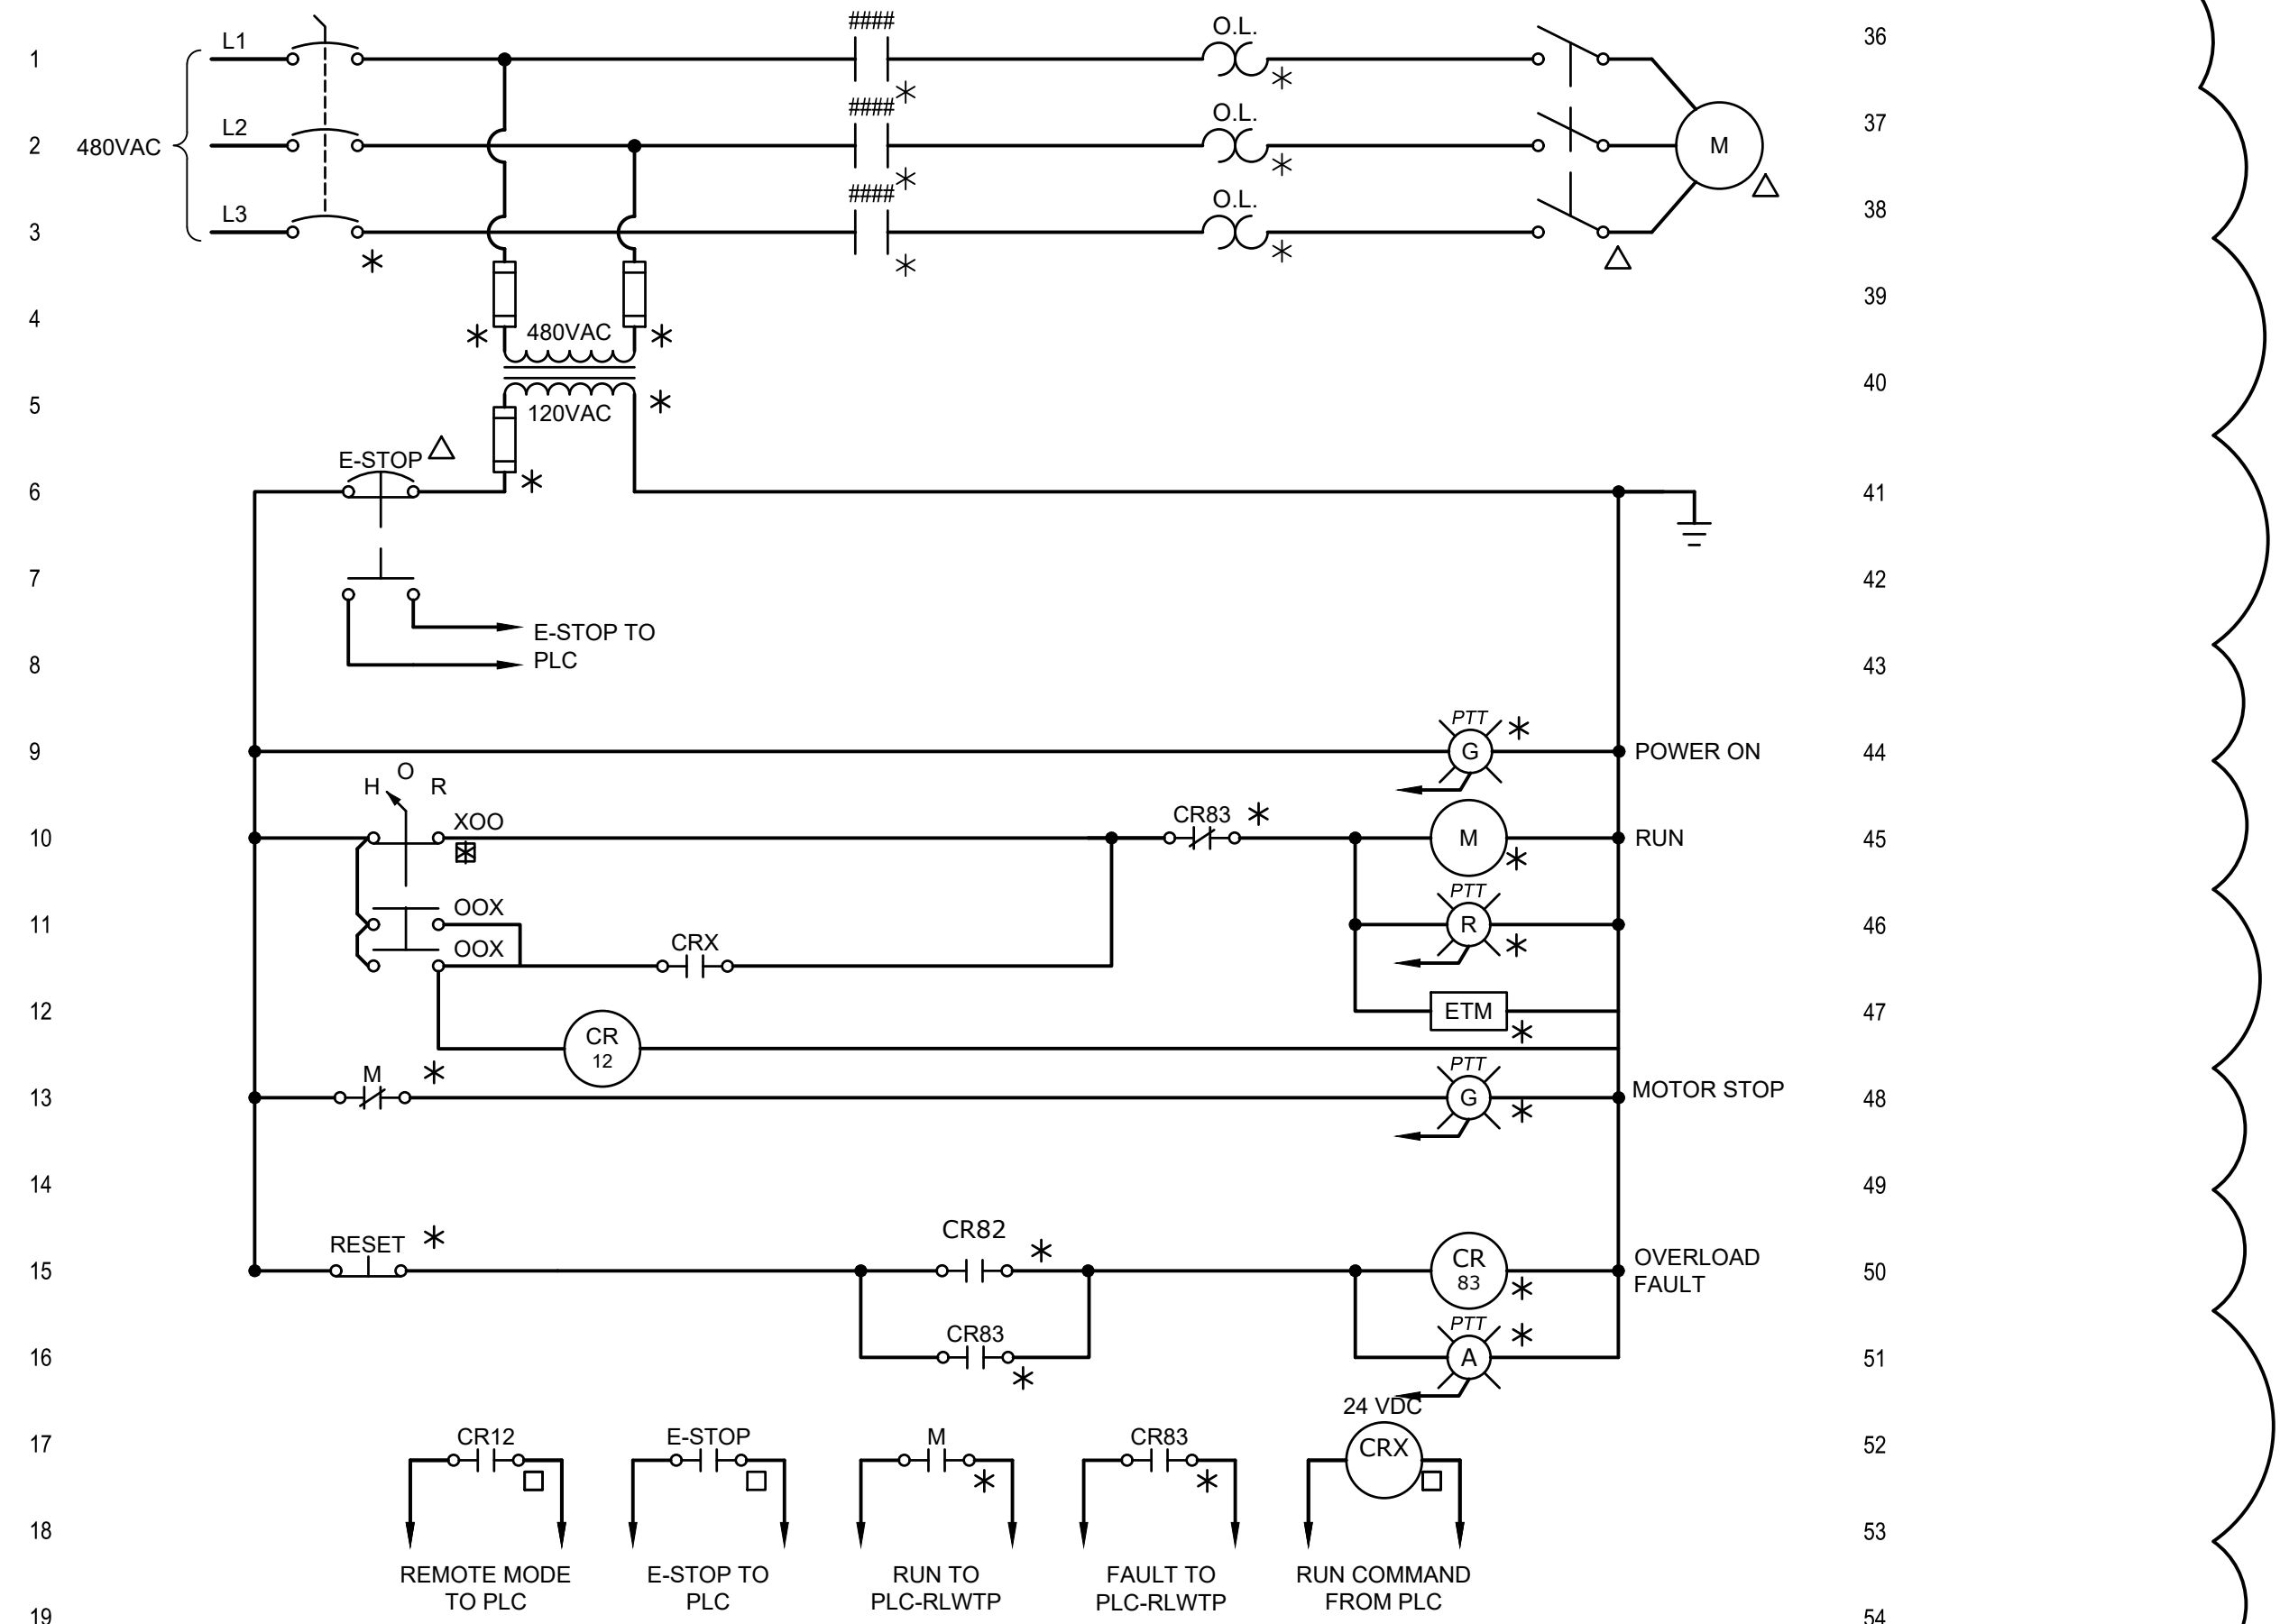 ####
O.L.
36
L1
1
####
O.L.
37
L2
2
480VAC
M
####
O.L.
38
L3
3
39
4
480VAC
40
5
120VAC
E-STOP
6
41
7
42
E-STOP TO
PLC
8
43
PTT
9
G
POWER ON
44
H O R
XOO
CR83
10
M
RUN
45
PTT
OOX
11
R
46
OOX
CRX
12
ETM
47
CR
12
PTT
M
13
G
MOTOR STOP
48
14
49
CR82
RESET
OVERLOAD
FAULT
15
CR
83
50
PTT
CR83
16
A
51
24 VDC
17
CR12
E-STOP
M
CR83
CRX
52
18
53
REMOTE MODE
TO PLC
E-STOP TO
PLC
RUN TO
PLC-RLWTP
FAULT TO
PLC-RLWTP
RUN COMMAND
FROM PLC
19
54